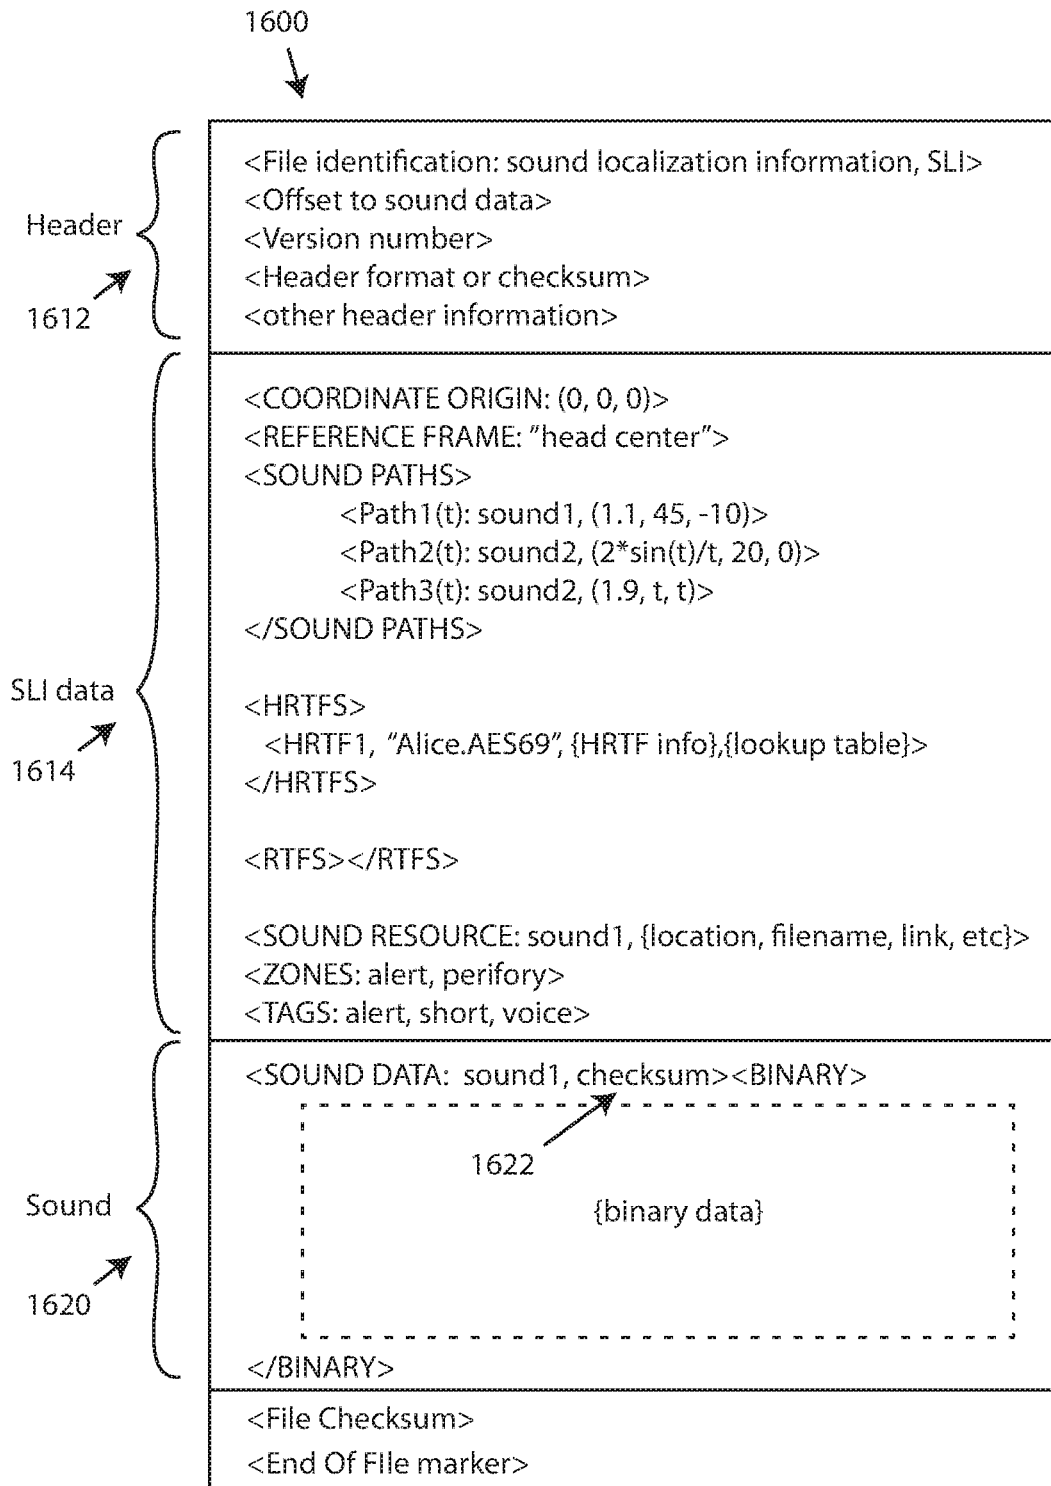 1600
Header
1612
<File identification: sound localization information, SLI>
<Offset to sound data>
<Version number>
<Header format or checksum>
<other header information>
SLI data
1614
<COORDINATE ORIGIN: (0, 0, 0)>
<REFERENCE FRAME: "head center">
<SOUND PATHS>
<Path1(t): sound1, (1.1, 45, -10)>
<Path2(t): sound2, (2*sin(t)/t, 20, 0)>
<Path3(t): sound2, (1.9, t, t)>
</SOUND PATHS>
<HRTFS>
<HRTF1, "Alice.AES69", {HRTF info},{lookup table}>
</HRTFS>
<RTFS></RTFS>
<SOUND RESOURCE: sound1, {location, filename, link, etc}>
<ZONES: alert, perifory>
<TAGS: alert, short, voice>
Sound
1620
<SOUND DATA: sound1, checksum><BINARY>
1622
{binary data}
</BINARY>
<File Checksum>
<End Of FIle marker>